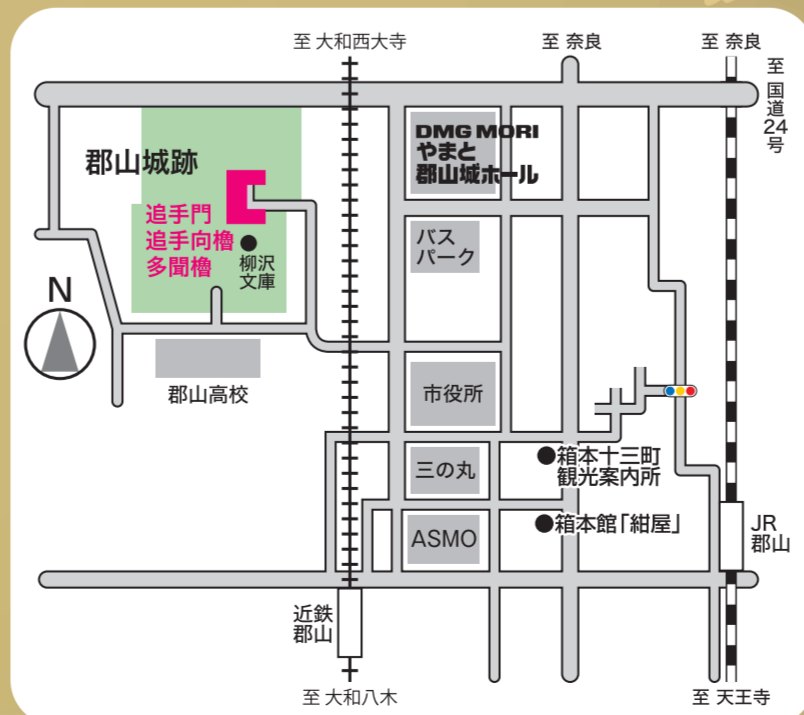 至 大和西大寺
至 奈良
至 奈良
至
国
道
24
号
郡山城跡
追手門
追手向櫓
多聞櫓
柳沢
文庫
DMG MORI
やまと
郡山城ホール
バス
パーク
N
郡山高校
市役所
三の丸
ASMO
箱本十三町
観光案内所
箱本館「紺屋」
JR
郡山
近鉄
郡山
至 大和八木
至 天王寺